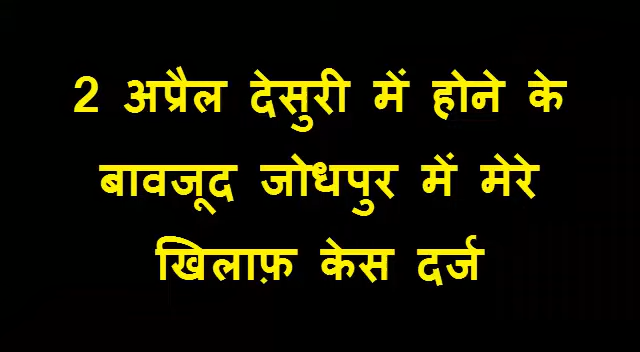 2 अप्रैल देसुरी में होने के
बावजूद जोधपुर में मेरे
खिलाफ़ केस दर्ज